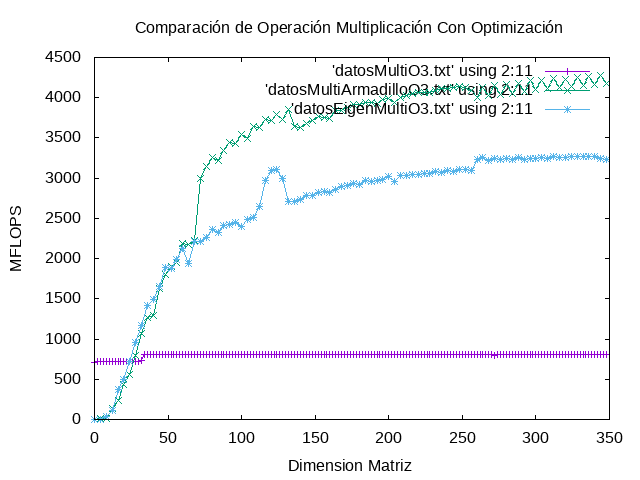 Comparación de Operación Multiplicación Con Optimización
4500
4000
3500
3000
2500
2000
1500
1000
500
0
MFLOPS
'datosMultiO3.txt' using 2:11
'datosMultiArmadilloO3.txt' using 2:11
'datosEigenMultiO3.txt' using 2:11
0 50 100 150 200 250 300 350
Dimension Matriz